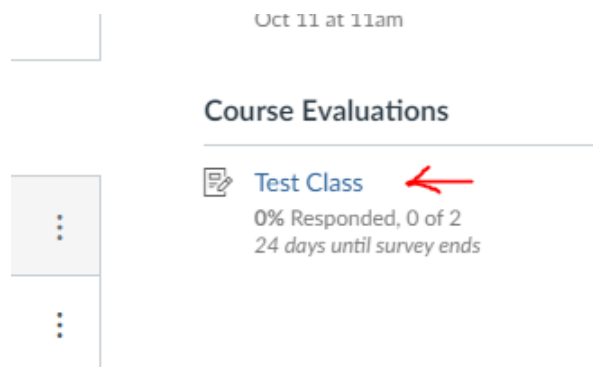 Oct 11 at 11am
Course Evaluations
Test Class
0% Responded, 0 of 2
24 days until survey ends